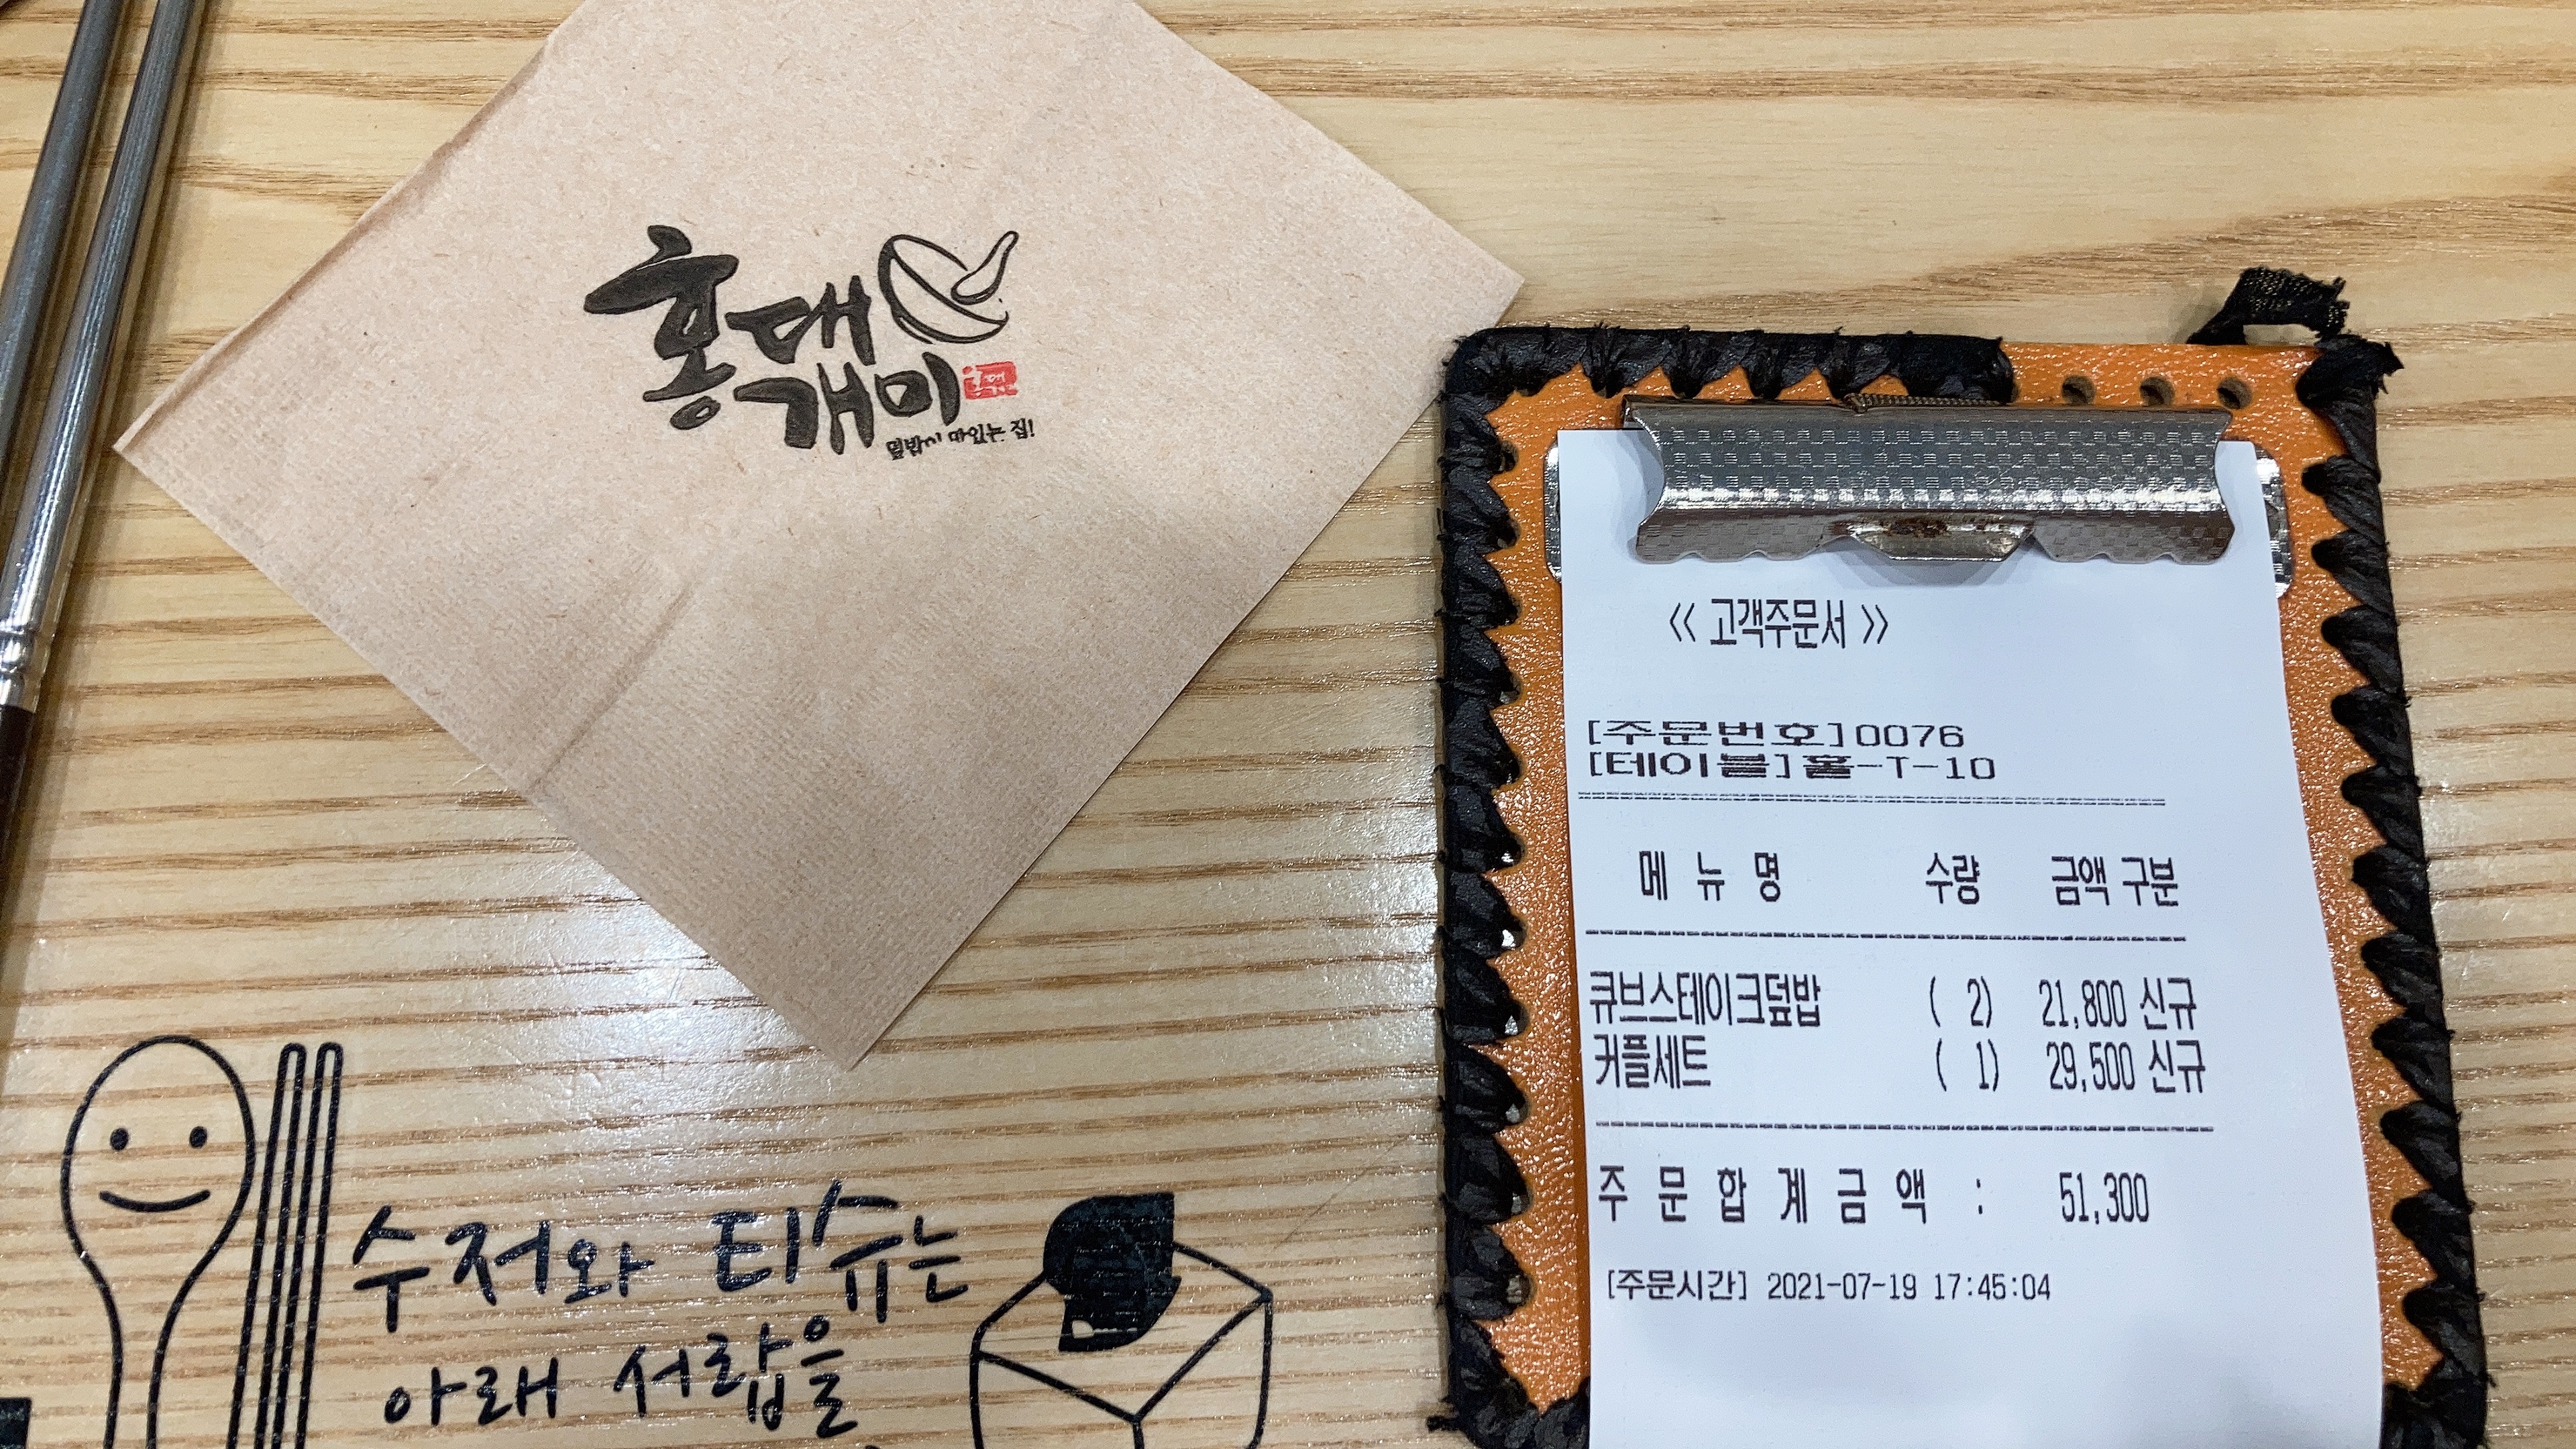 홍대
개미
덮밥이 맛있는 집!
<< 고객주문서 >>
[주문번호]0076
[테이블]홀-T-10
메 뉴 명 수량 금액 구분
큐브스테이크덮밥 ( 2) 21,800 신규
커플세트 ( 1) 29,500 신규
주 문 합 계 금 액 : 51,300
[주문시간] 2021-07-19 17:45:04
수저와 티슈는
아래 서랍을